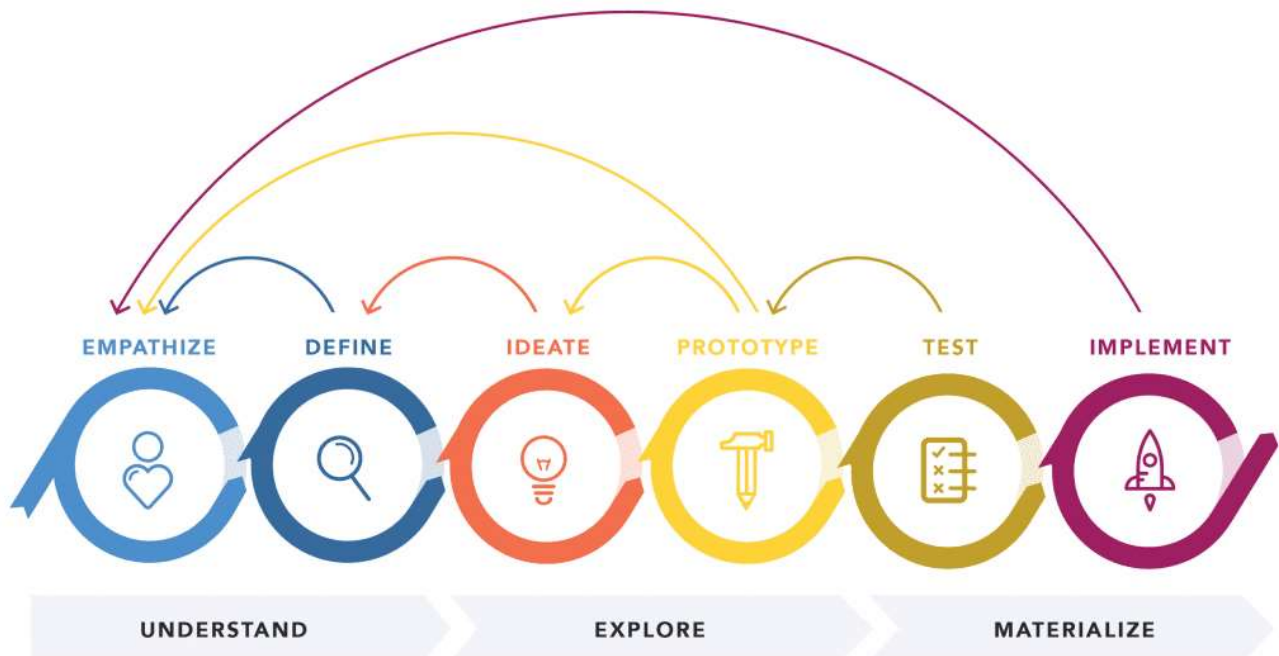 EMPATHIZE DEFINE IDEATE PROTOTYPE TEST IMPLEMENT
UNDERSTAND EXPLORE MATERIALIZE